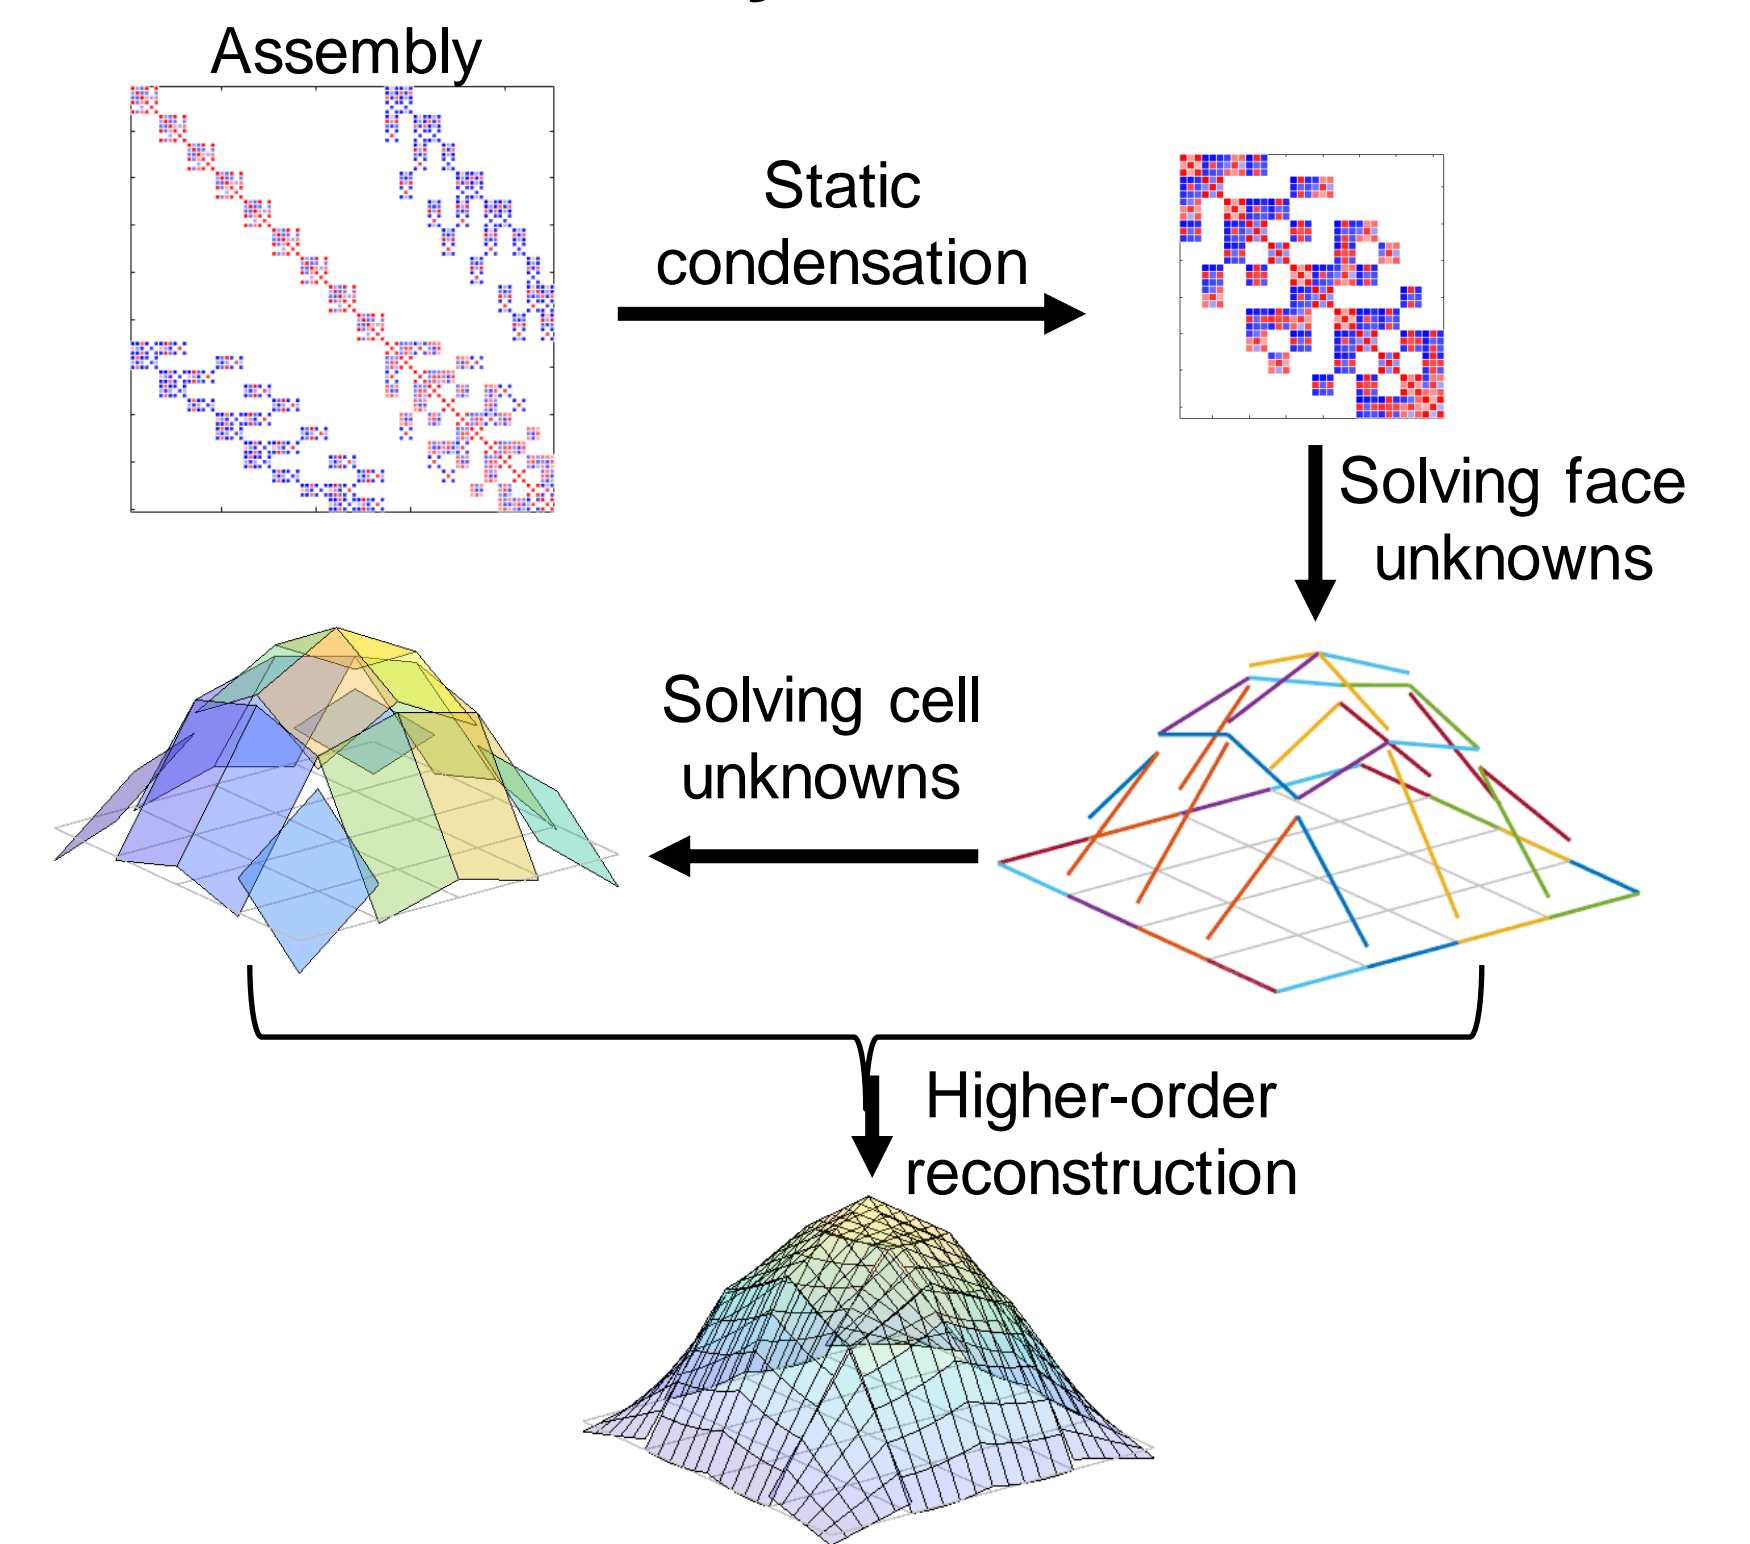 Assembly
Static
condensation
Solving face
unknowns
Solving cell
unknowns
Higher-order
reconstruction